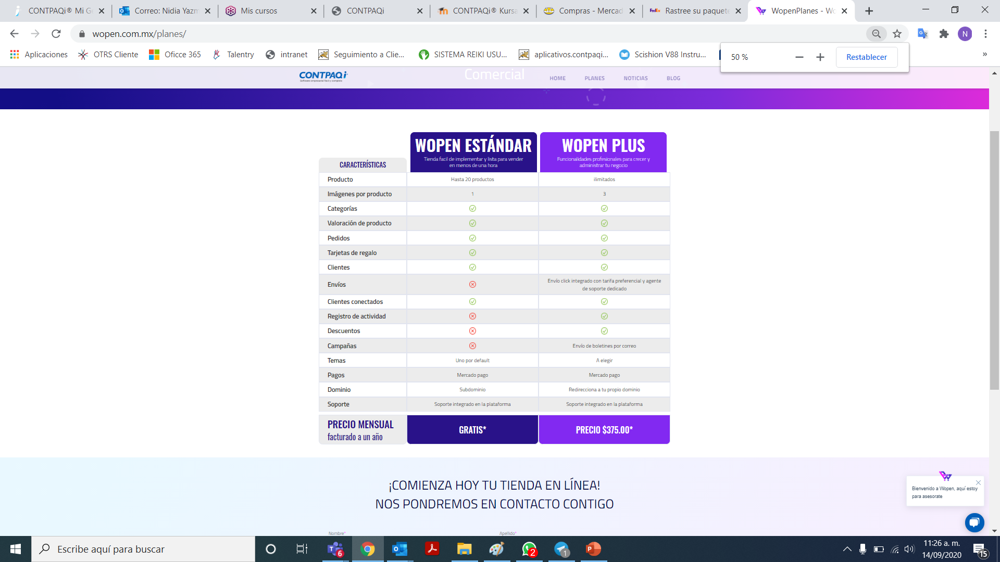 CONTPAQi® Mi G
Correo: Nidia Yazm
Mis cursos
CONTPAQi
CONTPAQi® Kursa
Compras - Mercad
FedEx Rastree su paquete
WopenPlanes - Wo
wopen.com.mx/planes/
N
Aplicaciones
OTRS Cliente
Oficce 365
Talentry
intranet
Seguimiento a Clie...
SISTEMA REIKI USU...
aplicativos.contpaqi...
Scishion V88 Instru...
»
50 %
Restablecer
CONTPAQi
Software empresarial fácil y completo
Comercial
HOME PLANES NOTICIAS BLOG
WOPEN ESTÁNDAR
Tienda facil de implementar y lista para vender
en menos de una hora
WOPEN PLUS
Funcionalidades profesionales para crecer y
administrar tu negocio
CARACTERÍSTICAS
Producto Hasta 20 productos ilimitados
Imágenes por producto 1 3
Categorías
Valoración de producto
Pedidos
Tarjetas de regalo
Clientes
Envíos Envío click integrado con tarifa preferencial y agente
de soporte dedicado
Clientes conectados
Registro de actividad
Descuentos
Campañas Envío de boletines por correo
Temas Uno por default A elegir
Pagos Mercado pago Mercado pago
Dominio Subdominio Redirecciona a tu propio dominio
Soporte Soporte integrado en la plataforma Soporte integrado en la plataforma
PRECIO MENSUAL
facturado a un año
GRATIS*
PRECIO $375.00*
¡COMIENZA HOY TU TIENDA EN LÍNEA!
NOS PONDREMOS EN CONTACTO CONTIGO
Bienvenido a Wopen, aquí estoy
para asesorate
Nombre* Apellido*
Escribe aquí para buscar
6
2
1
11:26 a. m.
14/09/2020
15